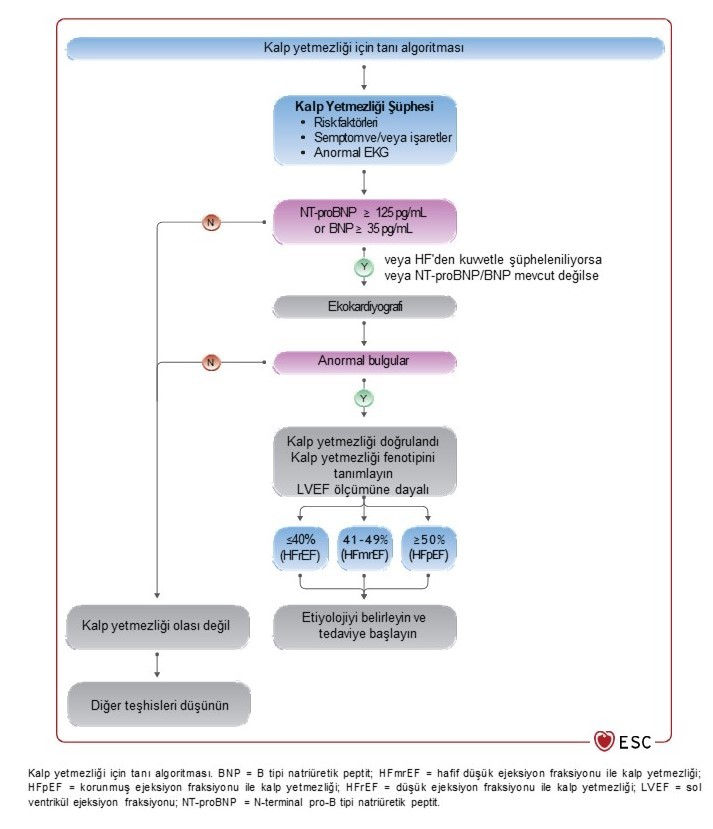 Kalp yetmezliği için tanı algoritması
Kalp Yetmezliği Şüphesi
• Risk faktörleri
• Semptom ve/veya işaretler
• Anormal EKG
N
NT-proBNP ≥ 125 pg/mL
or BNP ≥ 35 pg/mL
Y
veya HF'den kuvvetle şüpheleniliyorsa
veya NT-proBNP/BNP mevcut değilse
Ekokardiyografi
N
Anormal bulgular
Y
Kalp yetmezliği doğrulandı
Kalp yetmezliği fenotipini
tanımlayın
LVEF ölçümüne dayalı
≤40%
(HFrEF)
41-49%
(HFmrEF)
≥50%
(HFpEF)
Kalp yetmezliği olası değil
Etiyolojiyi belirleyin ve
tedaviye başlayın
Diğer teşhisleri düşünün
ESC
Kalp yetmezliği için tanı algoritması. BNP = B tipi natriüretik peptit; HFmrEF = hafif düşük ejeksiyon fraksiyonu ile kalp yetmezliği;
HFpEF = korunmuş ejeksiyon fraksiyonu ile kalp yetmezliği; HFrEF = düşük ejeksiyon fraksiyonu ile kalp yetmezliği; LVEF = sol
ventrikül ejeksiyon fraksiyonu; NT-proBNP = N-terminal pro-B tipi natriüretik peptit.